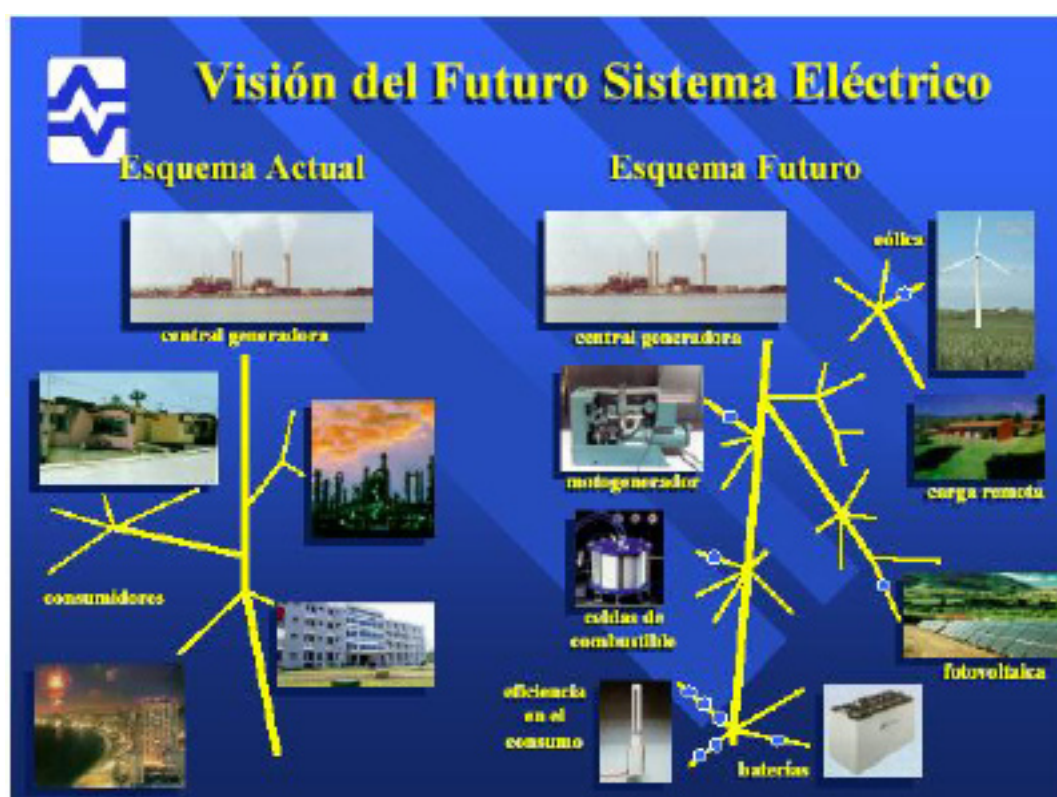 Visión del Futuro Sistema Eléctrico
Esquema Actual
Esquema Futuro
central generadora
consumidores
central generadora
eólica
motogenerador
carga remota
celdas de
combustible
fotovoltaica
eficiencia
en el
consumo
baterías